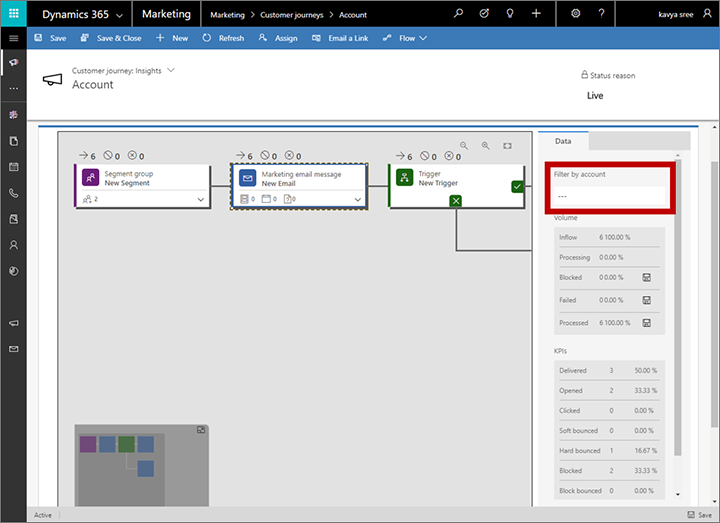 Dynamics 365 Marketing Marketing > Customer journeys > Account kavya sree
Save Save & Close New Refresh Assign Email a Link Flow
Customer journey: Insights
Account
Status reason
Live
Data
Filter by account
---
6 0 0
Segment group
New Segment
2
6 0 0
Marketing email message
New Email
0 0 0
6 0 0
Trigger
New Trigger
Volume
Inflow 6 100.00 %
Processing 0 0.00 %
Blocked 0 0.00 %
Failed 0 0.00 %
Processed 6 100.00 %
KPIs
Delivered 3 50.00 %
Opened 2 33.33 %
Clicked 0 0.00 %
Soft bounced 0 0.00 %
Hard bounced 1 16.67 %
Blocked 2 33.33 %
Block bounced 0 0.00 %
Active Save